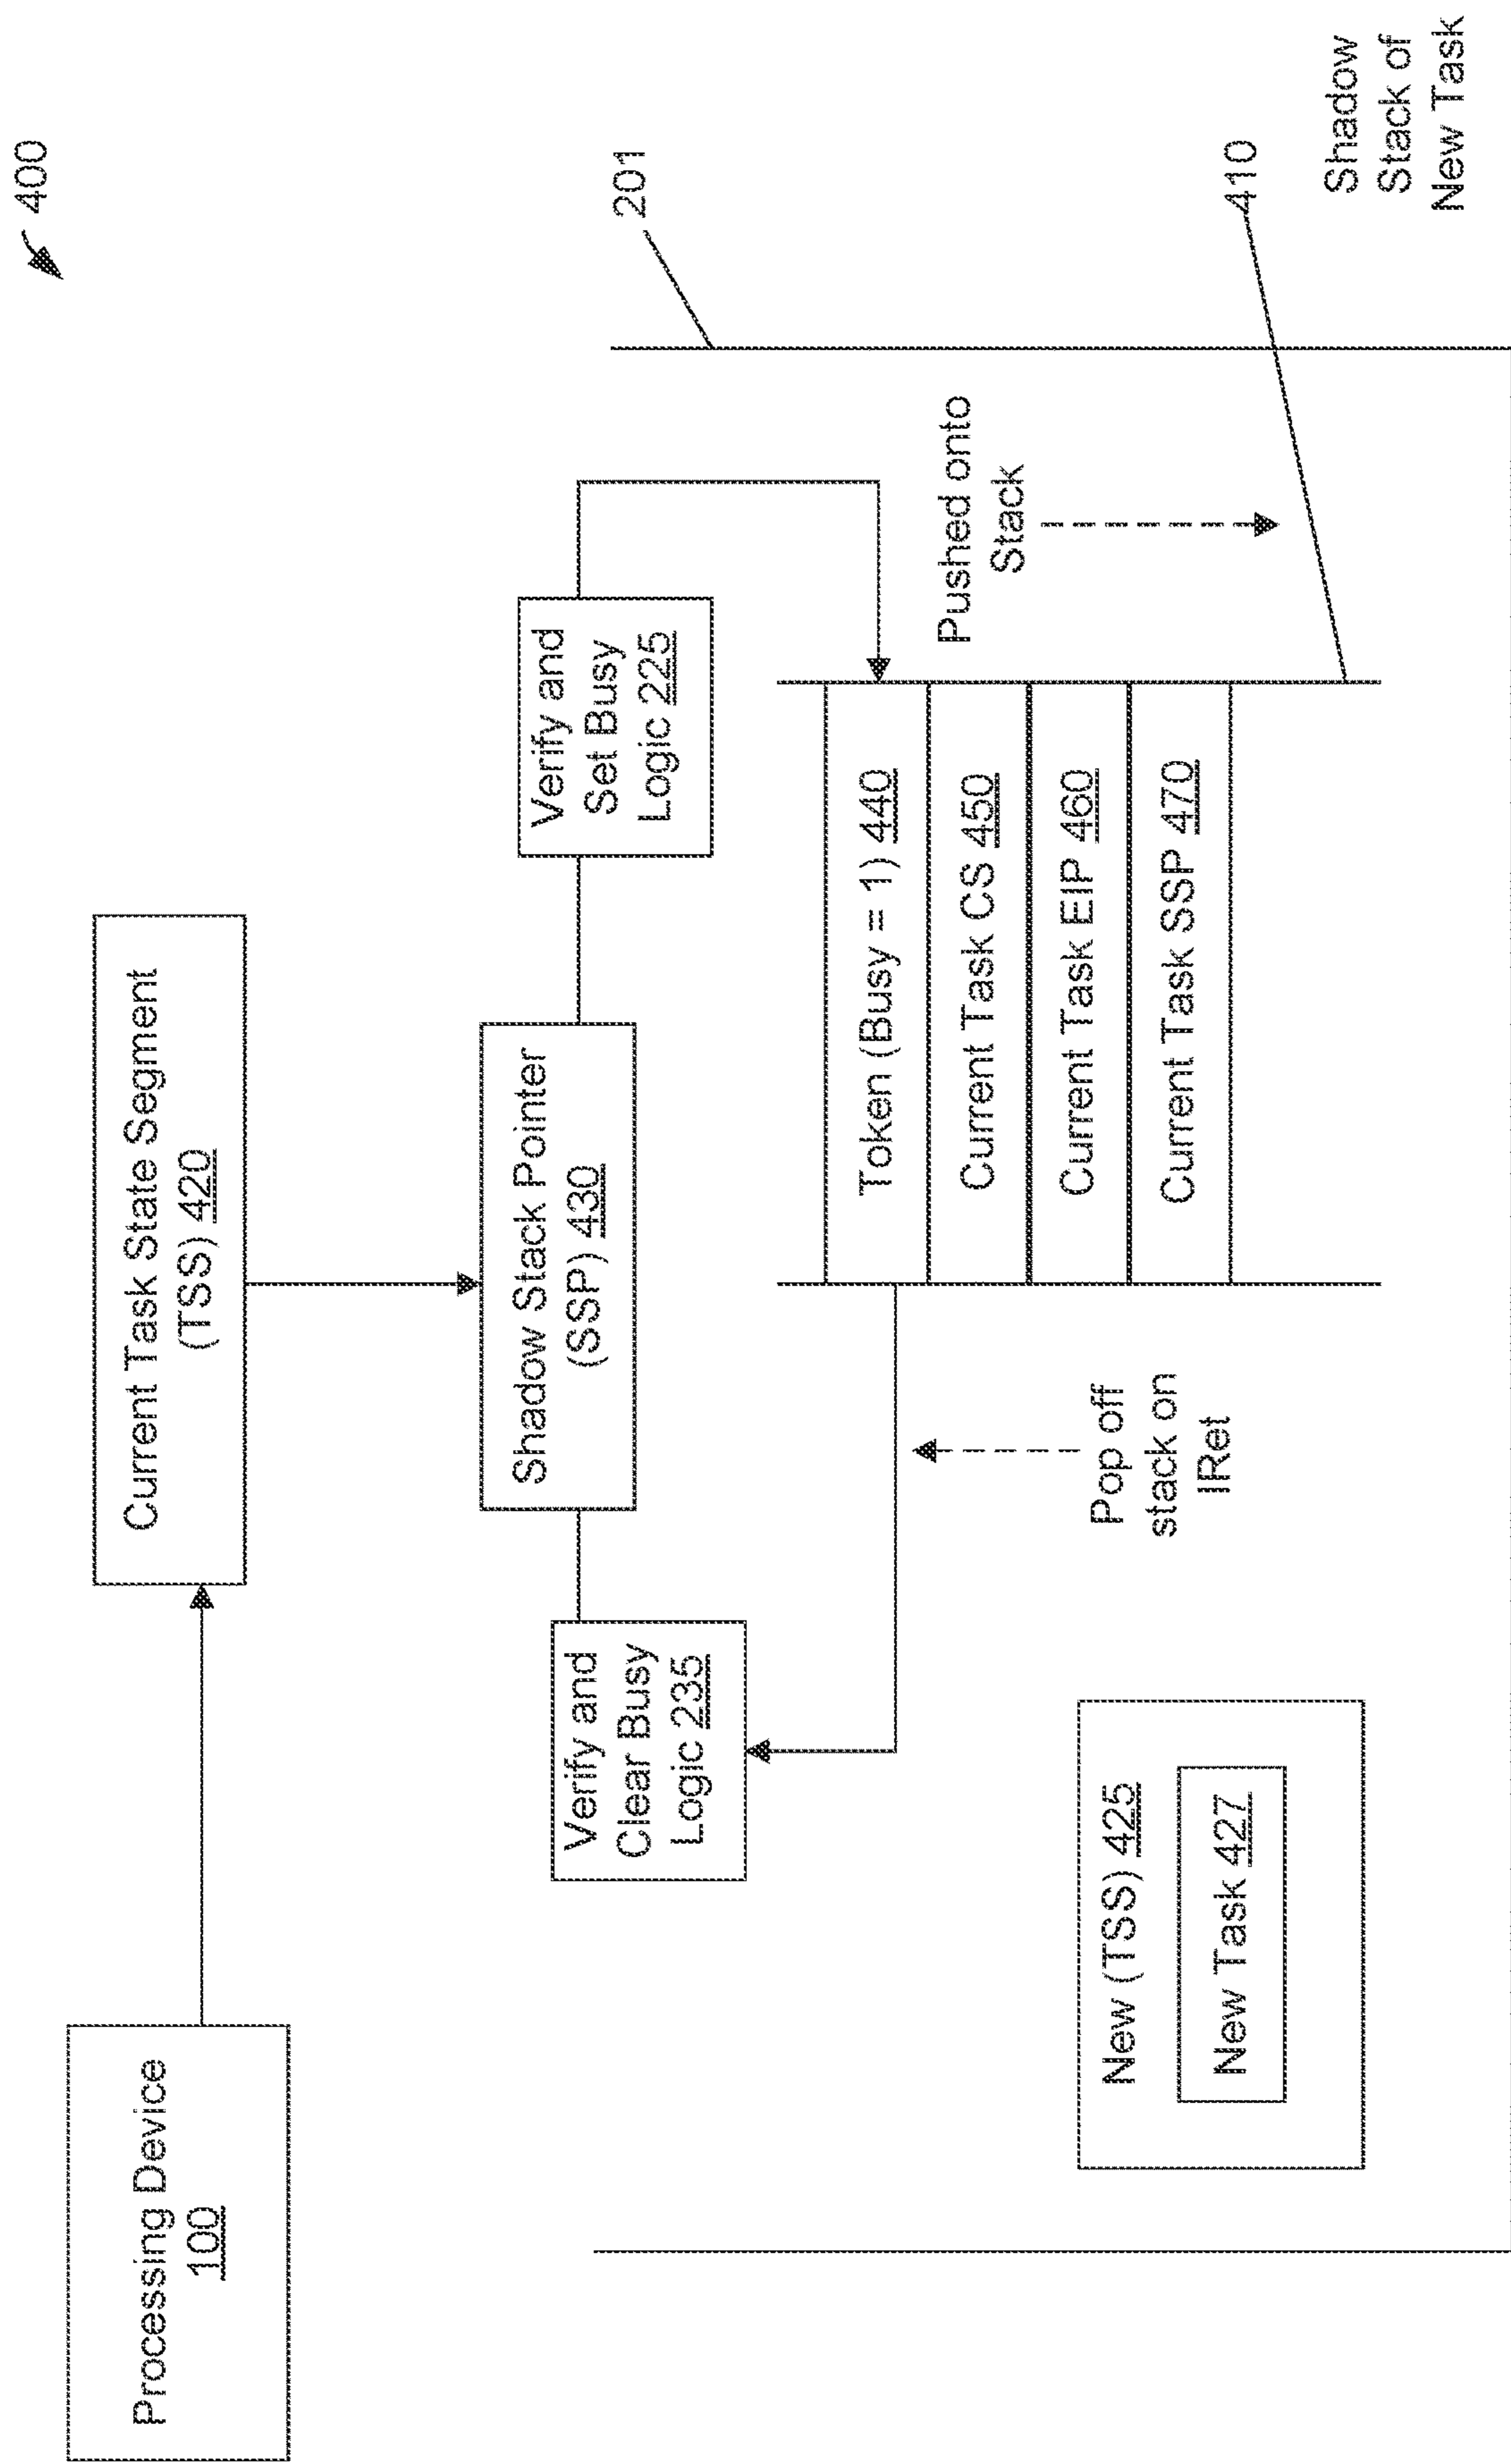 400
Processing Device
100
Current Task State Segment
(TSS) 420
Shadow Stack Pointer
(SSP) 430
Verify and
Clear Busy
Logic 235
Verify and
Set Busy
Logic 225
201
Token (Busy = 1) 440
Current Task CS 450
Current Task EIP 460
Current Task SSP 470
Pushed onto
Stack
Pop off
stack on
IRet
New (TSS) 425
New Task 427
410
Shadow
Stack of
New Task